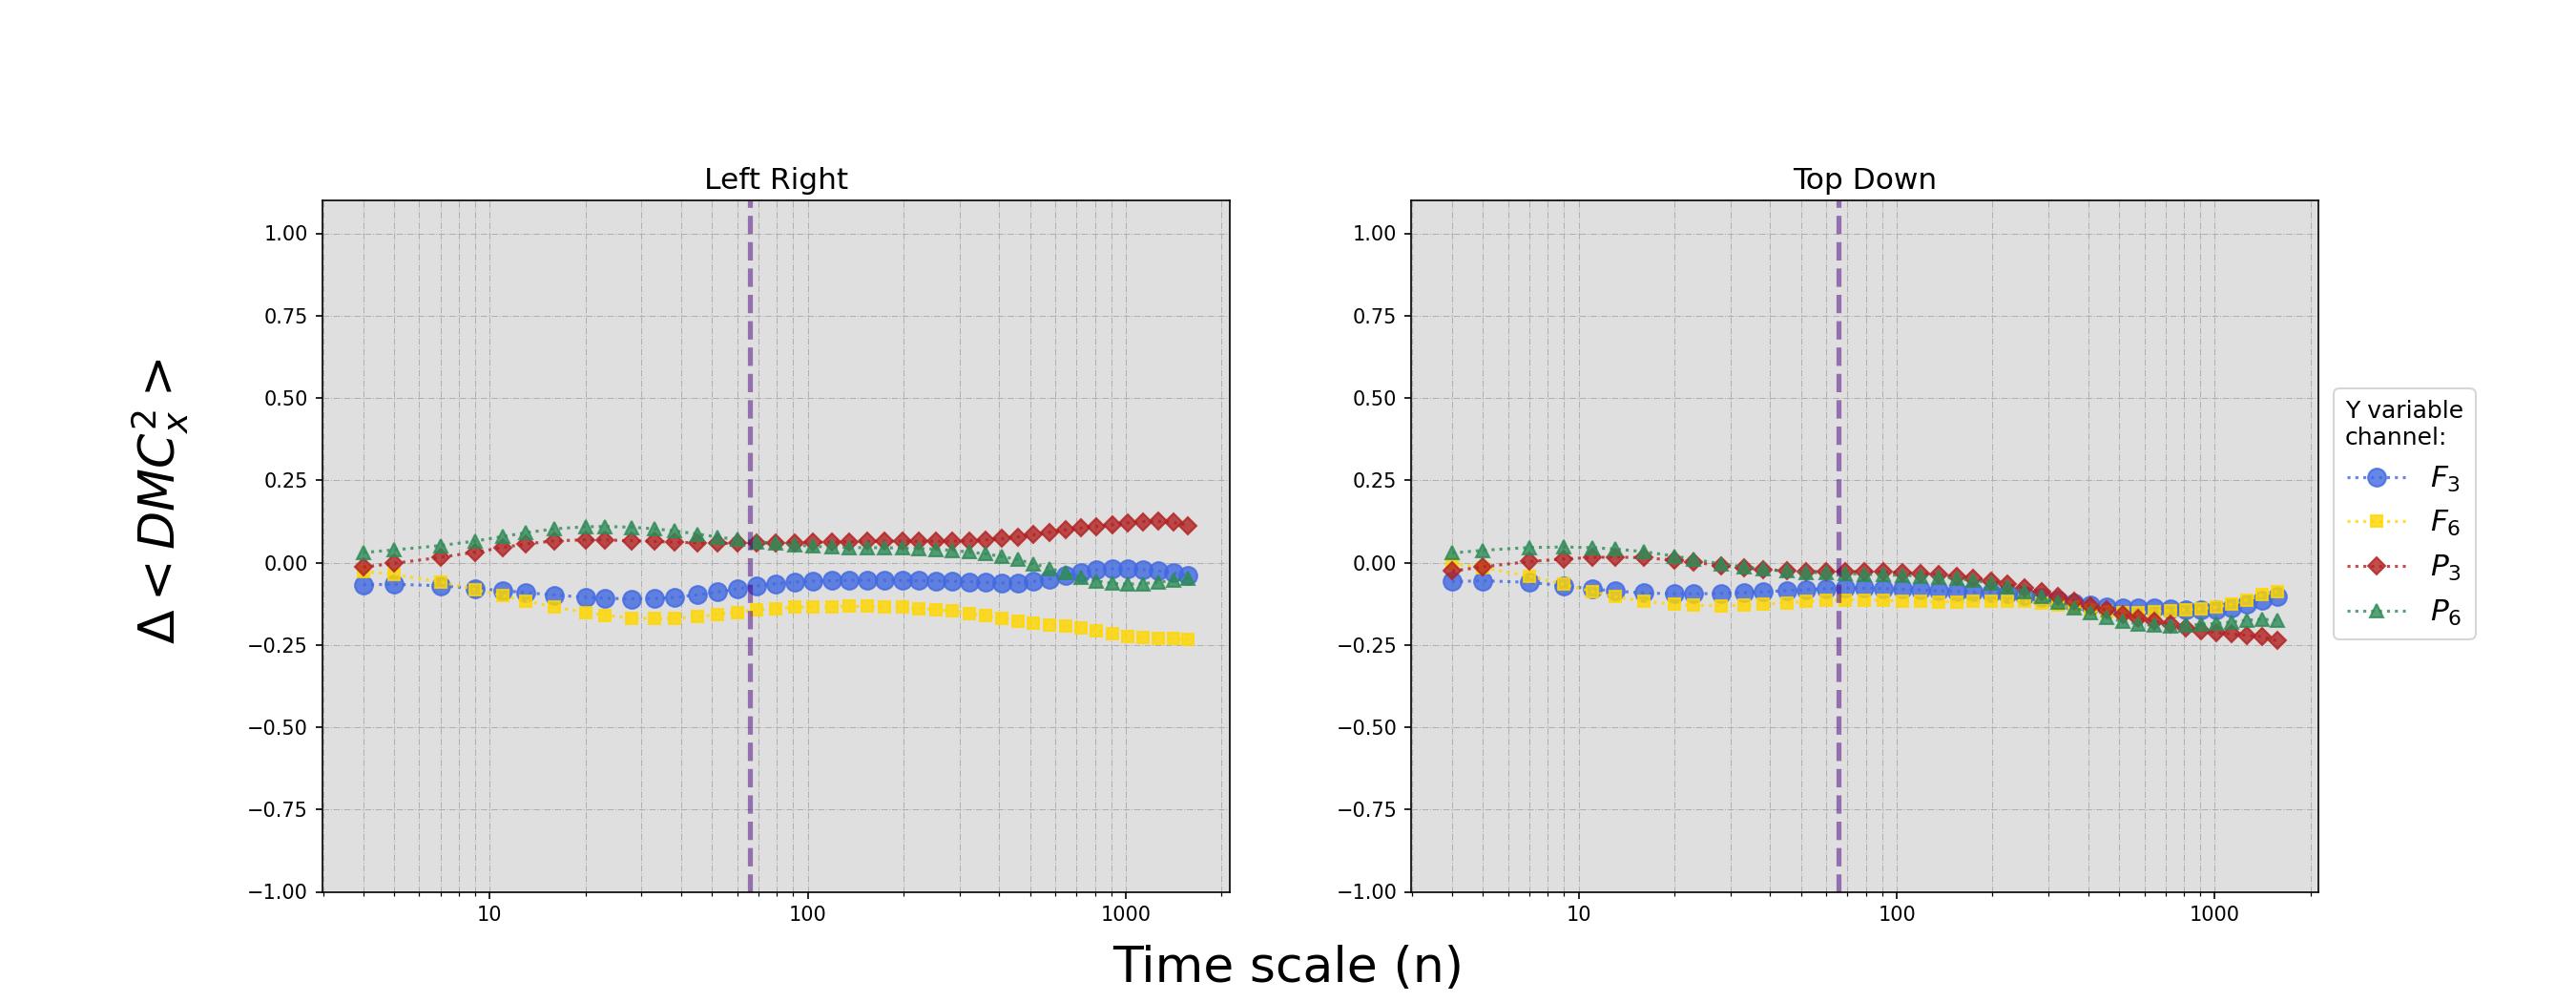 Left Right
Top Down
1.00
0.75
0.50
0.25
0.00
−0.25
−0.50
−0.75
−1.00
10 100 1000
1.00
0.75
0.50
0.25
0.00
−0.25
−0.50
−0.75
−1.00
10 100 1000
Δ < DMC²ₓ >
Time scale (n)
Y variable
channel:
F₃
F₆
P₃
P₆